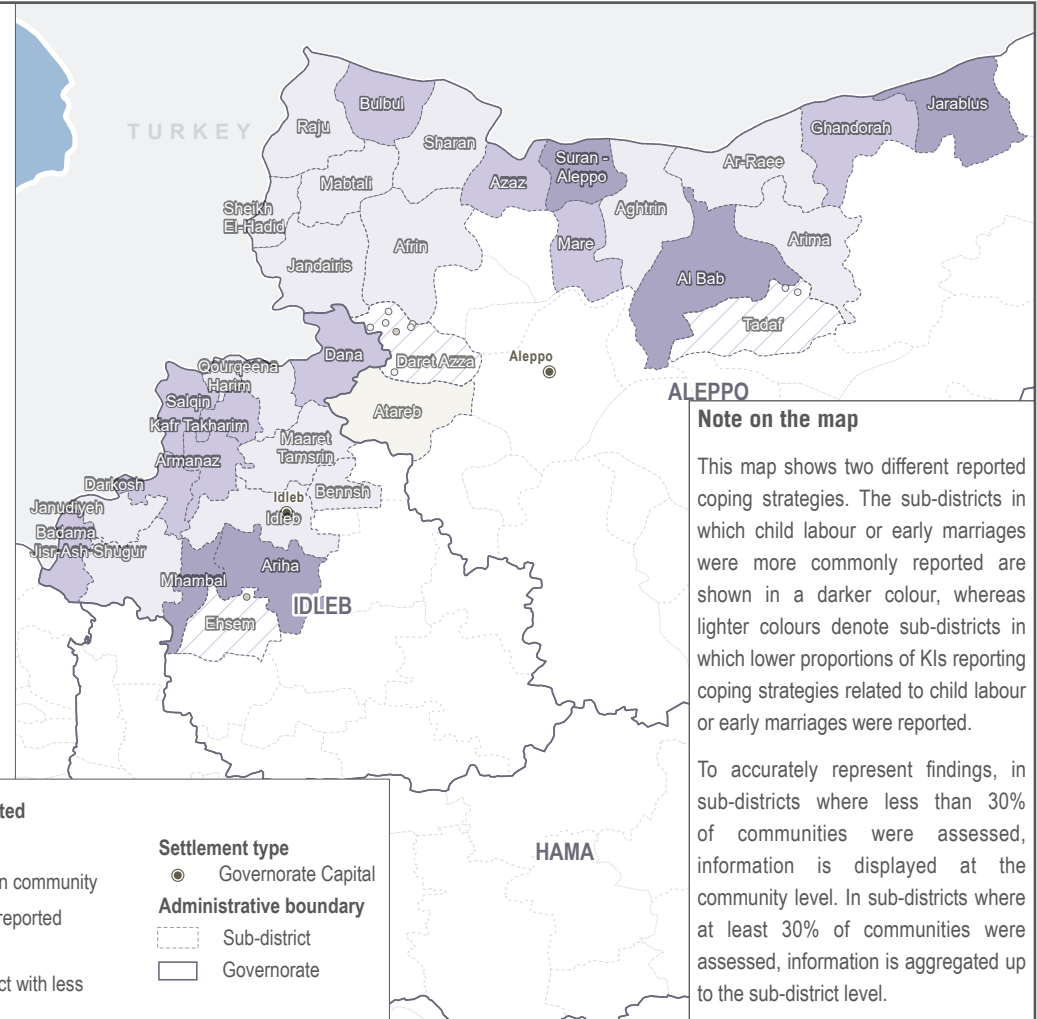 TURKEY
Bulbul
Raju
Sharan
Mabtali
Sheikh
El-Hadid
Afrin
Jandairis
Azaz
Suran -
Aleppo
Mare
Aghtrin
Ar-Raee
Ghandorah
Jarablus
Arima
Al Bab
Tadaf
Dana
Daret Azza
Aleppo
ALEPPO
Atareb
Qourqeena
Harim
Salqin
Kafr Takharim
Armanaz
Maaret
Tamsrin
Darkosh
Idleb
Bennsh
Idleb
Janudiyeh
Badama
Jisr-Ash-Shugur
Mhambal
Ariha
IDLEB
Ehsem
HAMA
Note on the map
This map shows two different reported
coping strategies. The sub-districts in
which child labour or early marriages
were more commonly reported are
shown in a darker colour, whereas
lighter colours denote sub-districts in
which lower proportions of KIs reporting
coping strategies related to child labour
or early marriages were reported.
To accurately represent findings, in
sub-districts where less than 30%
of communities were assessed,
information is displayed at the
community level. In sub-districts where
at least 30% of communities were
assessed, information is aggregated up
to the sub-district level.
ted
n community
reported
ct with less
Settlement type
Governorate Capital
Administrative boundary
Sub-district
Governorate